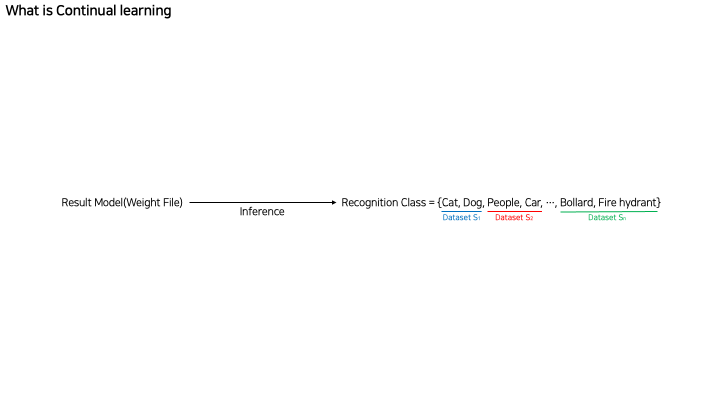 What is Continual learning
Result Model(Weight File)
Inference
Recognition Class = {Cat, Dog, People, Car, ⋯, Bollard, Fire hydrant}
Dataset S₁
Dataset S₂
Dataset Sₙ